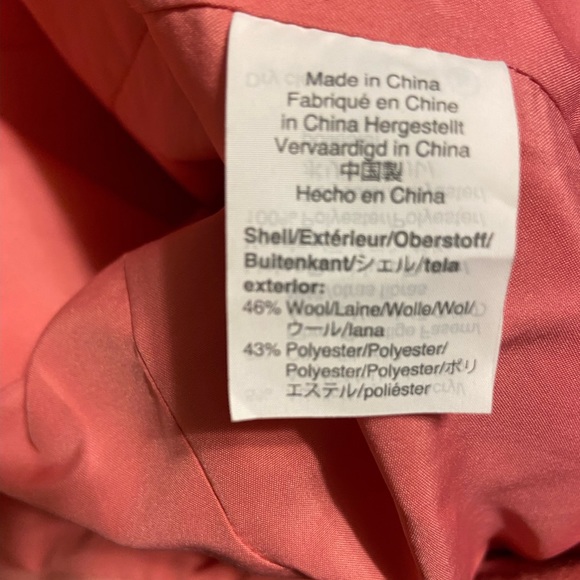 Made in China
Fabriqué en Chine
in China Hergestellt
Vervaardigd in China
中国製
Hecho en China
Shell/Extérieur/Oberstoff/
Buitenkant/シェル/tela
exterior:
46% Wool/Laine/Wolle/Wol/
ウール/lana
43% Polyester/Polyester/
Polyester/Polyester/ポリ
エステル/poliéster